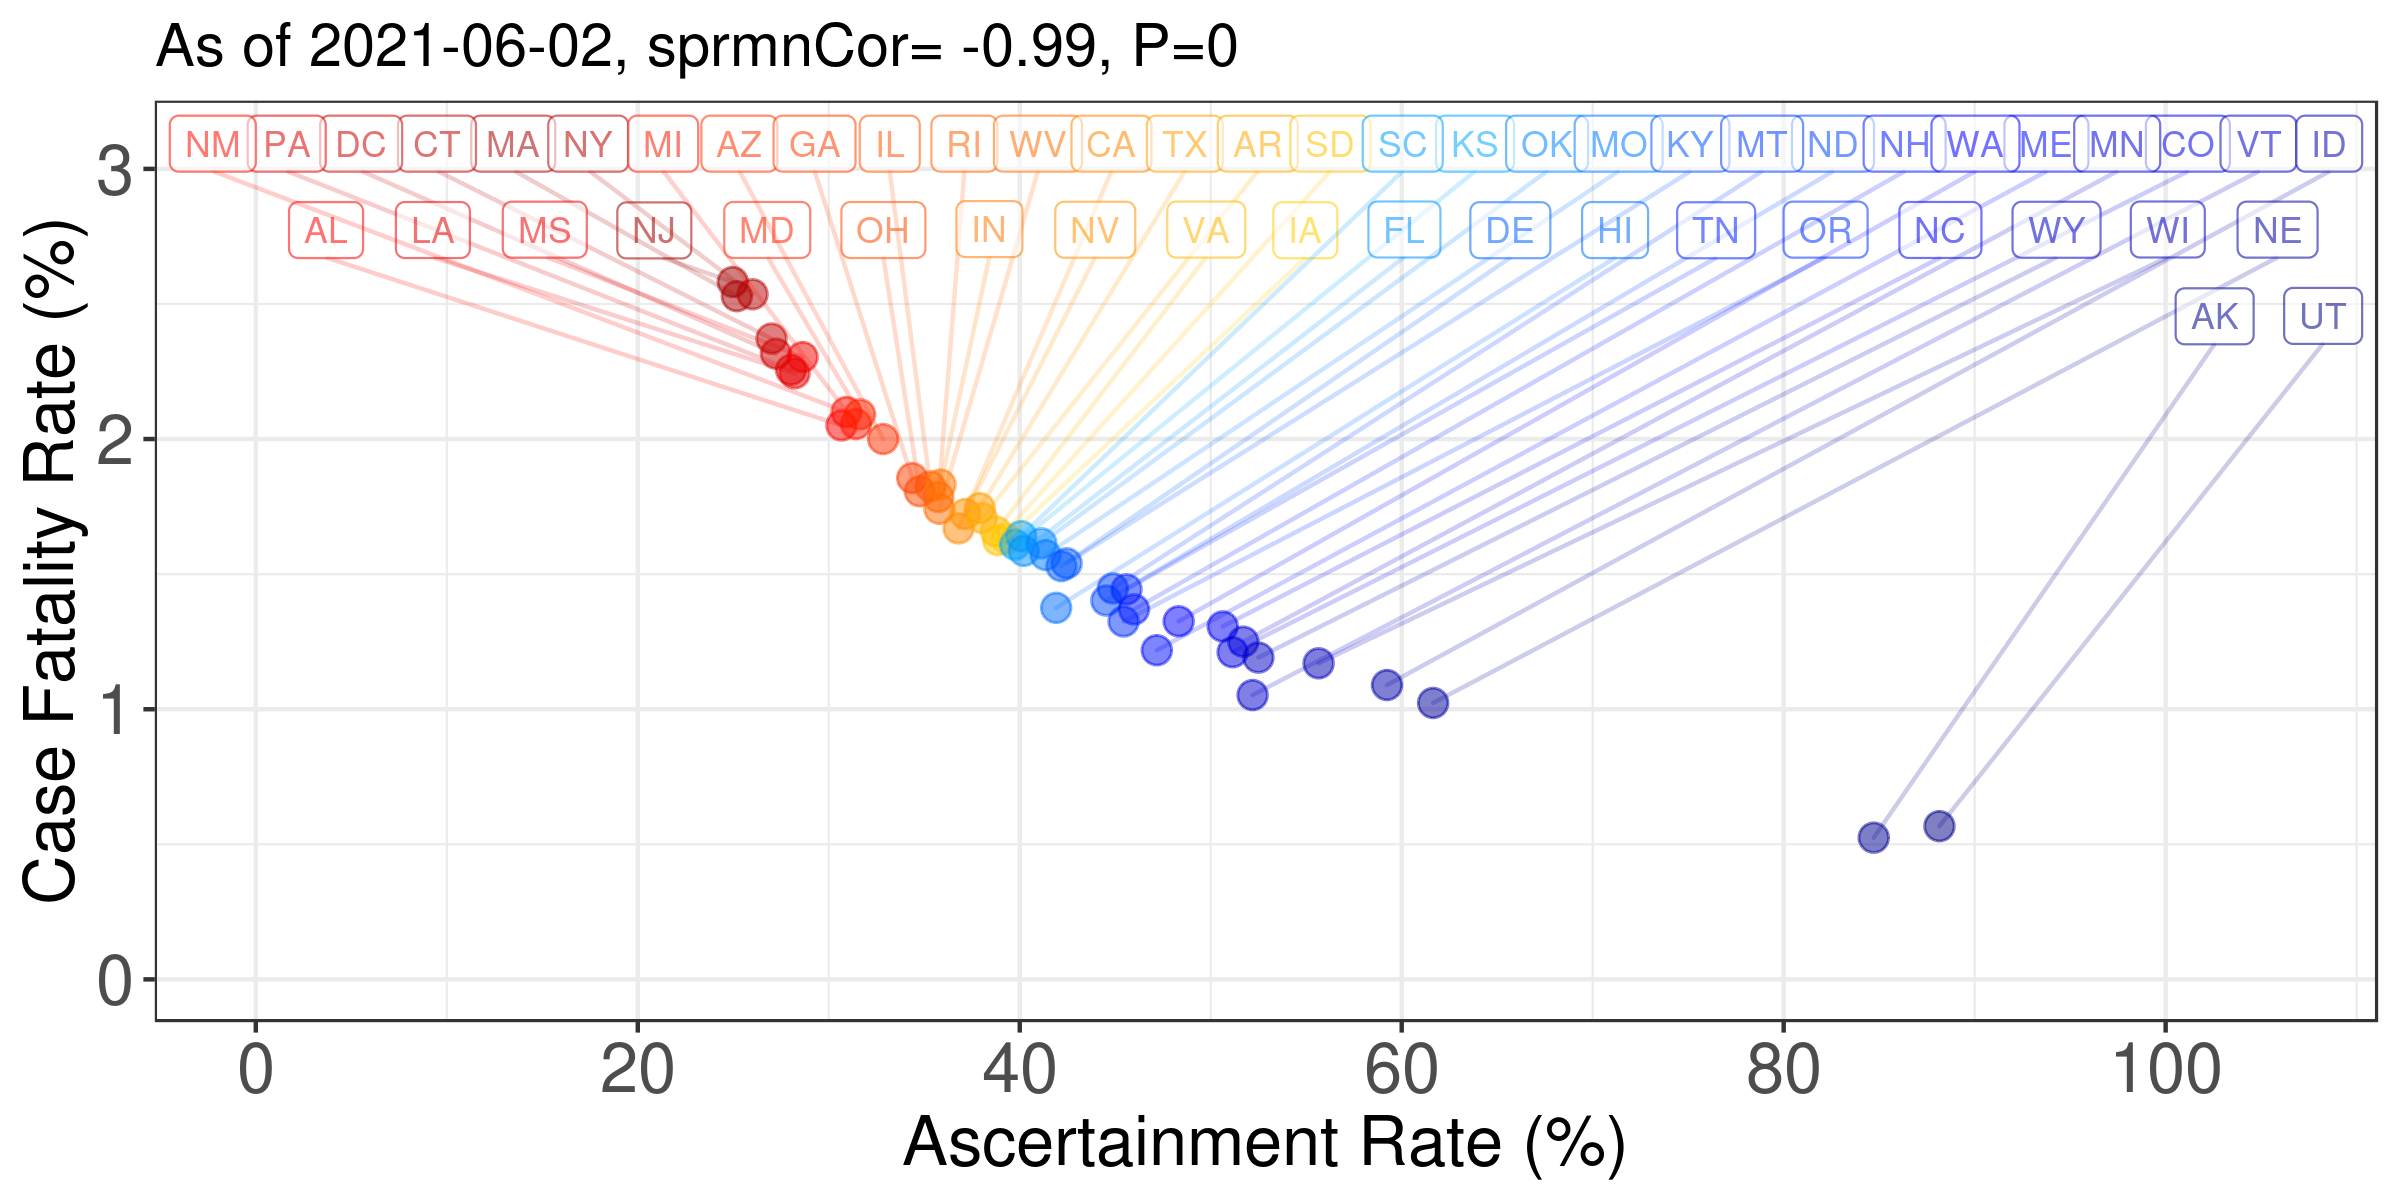 As of 2021-06-02, sprmnCor= -0.99, P=0
NM PA DC CT MA NY MI AZ GA IL RI WV CA TX AR SD SC KS OK MO KY MT ND NH WA ME MN CO VT ID
AL LA MS NJ MD OH IN NV VA IA FL DE HI TN OR NC WY WI NE
AK UT
3
2
1
0
Case Fatality Rate (%)
0 20 40 60 80 100
Ascertainment Rate (%)